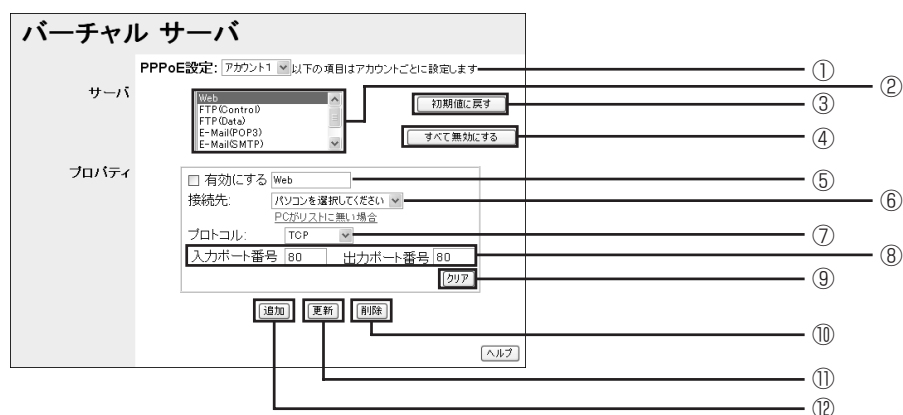 バーチャル サーバ
PPPoE設定: アカウント1 以下の項目はアカウントごとに設定します
①
サーバ
Web
FTP(Control)
FTP(Data)
E-Mail(POP3)
E-Mail(SMTP)
②
初期値に戻す
③
すべて無効にする
④
プロパティ
有効にする Web
⑤
接続先: パソコンを選択してください
⑥
PCがリストに無い場合
プロトコル: TCP
⑦
入力ポート番号 80 出力ポート番号 80
⑧
クリア
⑨
追加 更新 削除
⑩
ヘルプ
⑪
⑫